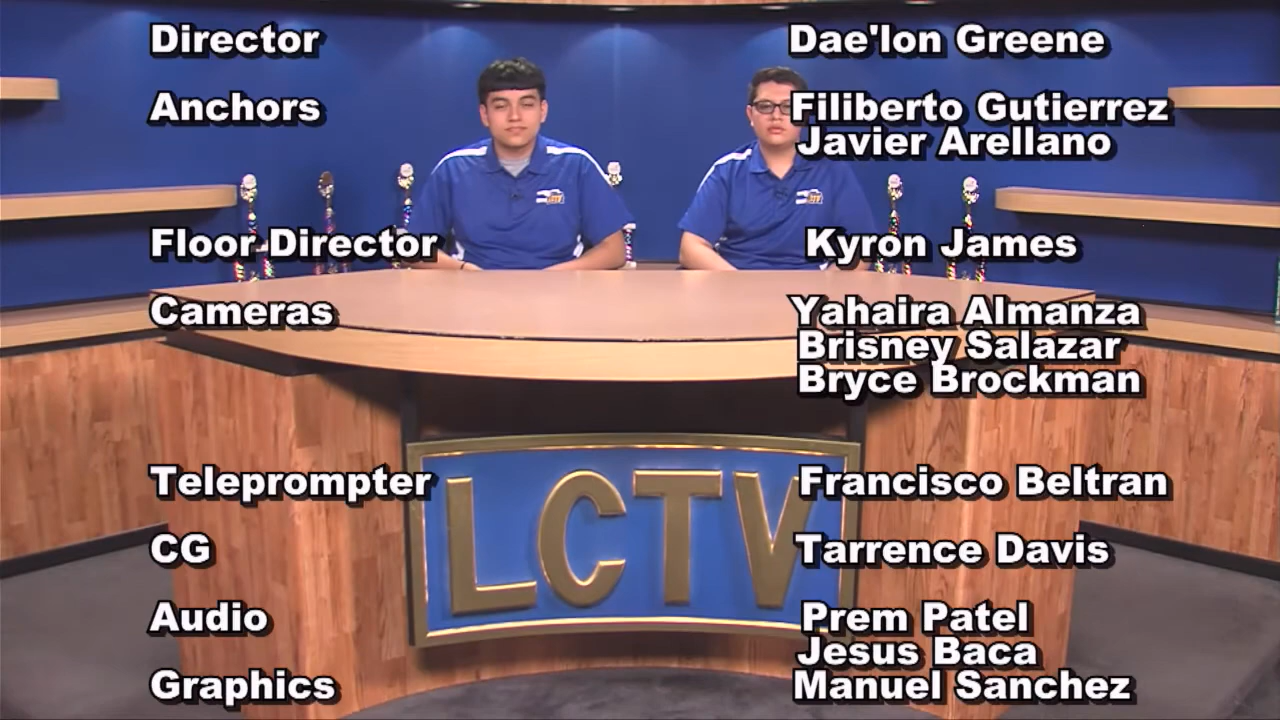 Director Dae'lon Greene
Anchors Filiberto Gutierrez
Javier Arellano
Floor Director Kyron James
Cameras Yahaira Almanza
Brisney Salazar
Bryce Brockman
Teleprompter Francisco Beltran
CG Tarrence Davis
Audio Prem Patel
Jesus Baca
Graphics Manuel Sanchez
LCTV